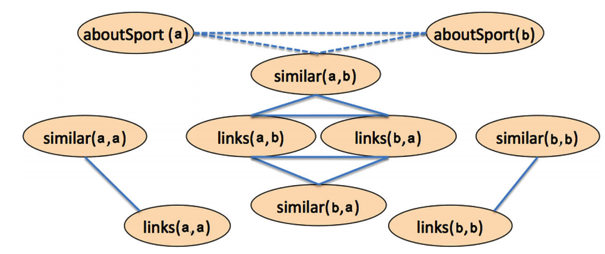 aboutSport (a)
aboutSport(b)
similar(a,b)
similar(a,a)
links(a,b)
links(b,a)
similar(b,b)
similar(b,a)
links(a,a)
links(b,b)